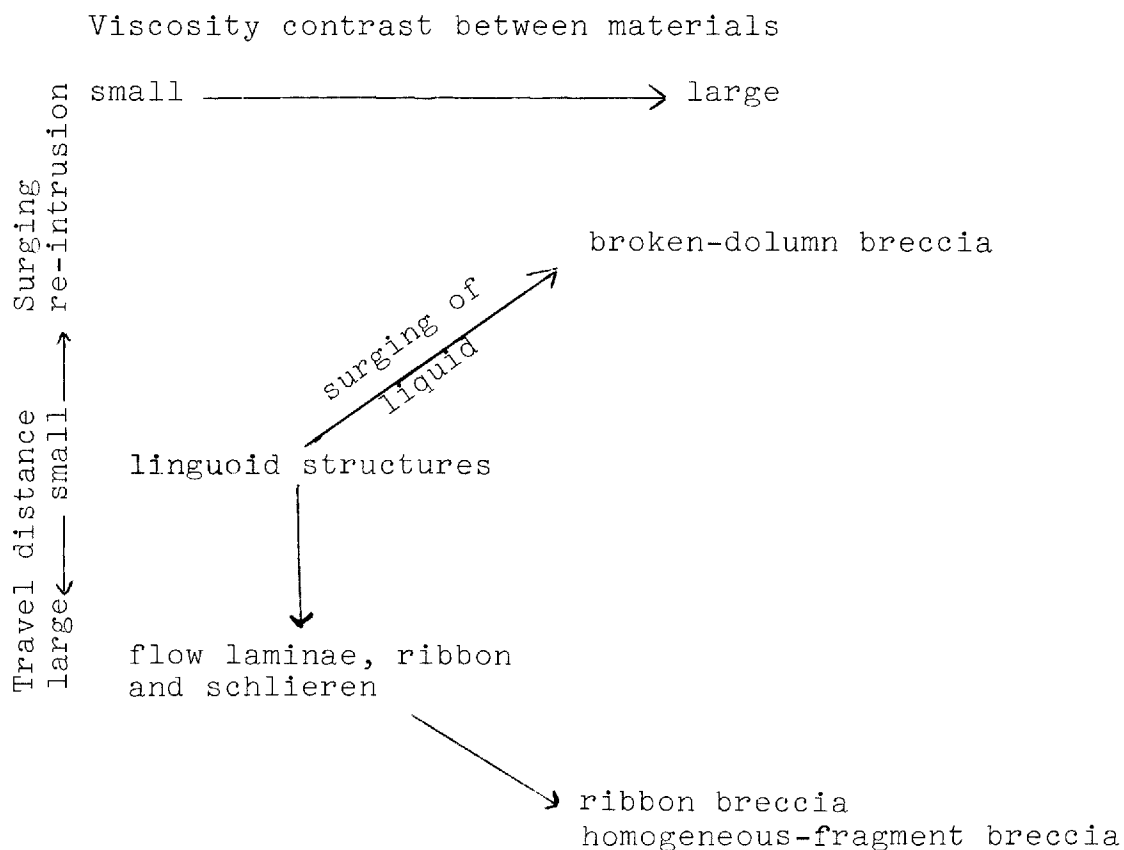 Viscosity contrast between materials
small
large
Surging
re-intrusion
broken-dolumn breccia
surging of
liquid
linguoid structures
Travel distance
large
small
flow laminae, ribbon
and schlieren
ribbon breccia
homogeneous-fragment breccia